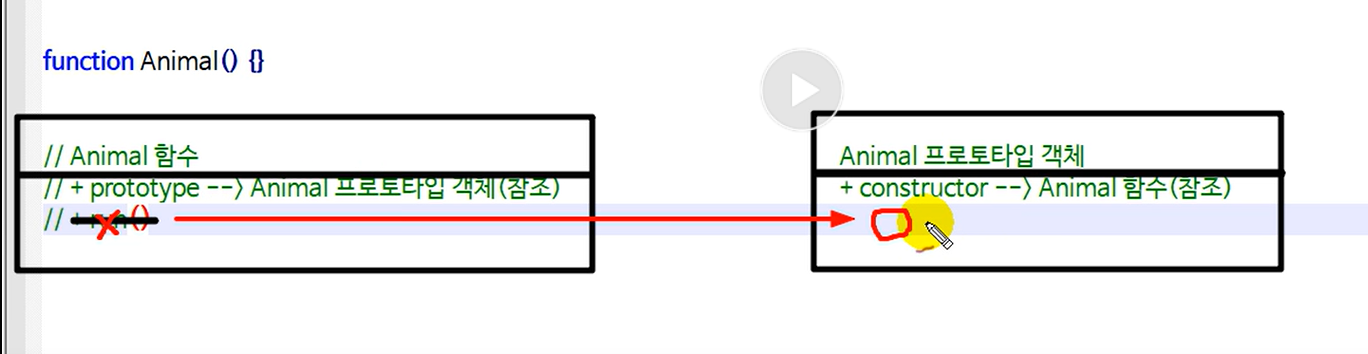 function Animal() {}
// Animal 함수
// + prototype --> Animal 프로토타입 객체(참조)
// + run()
Animal 프로토타입 객체
+ constructor --> Animal 함수(참조)